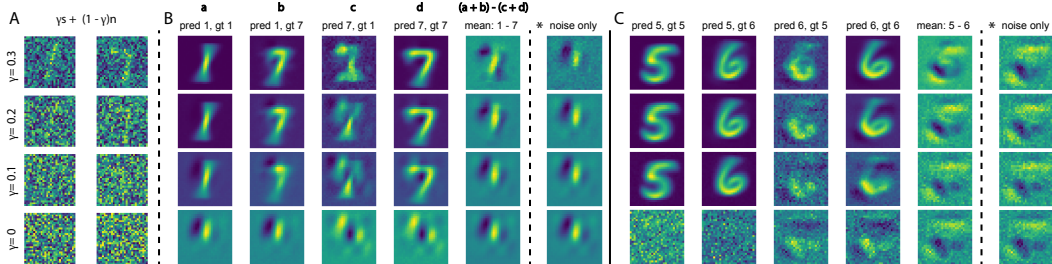 A
γs + (1 - γ)n
γ= 0.3
γ= 0.2
γ= 0.1
γ= 0
B
a b c d (a + b) - (c + d)
pred 1, gt 1 pred 7, gt 1 pred 7, gt 1 pred 7, gt 7 mean: 1 - 7 * noise only
C
pred 5, gt 5 pred 5, gt 6 pred 6, gt 5 pred 6, gt 6 mean: 5 - 6 * noise only